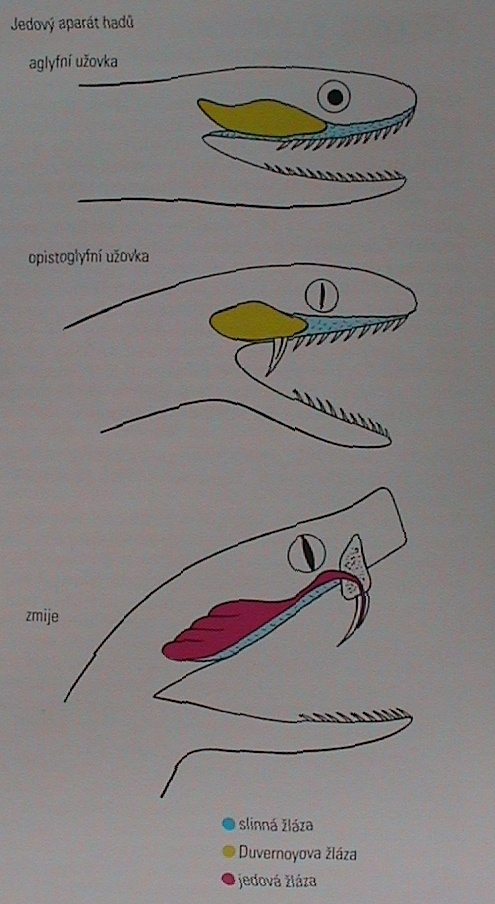 Jedový aparát hadů
aglyfní užovka
opistoglyfní užovka
zmije
slinná žláza
Duvernoyova žláza
jedová žláza